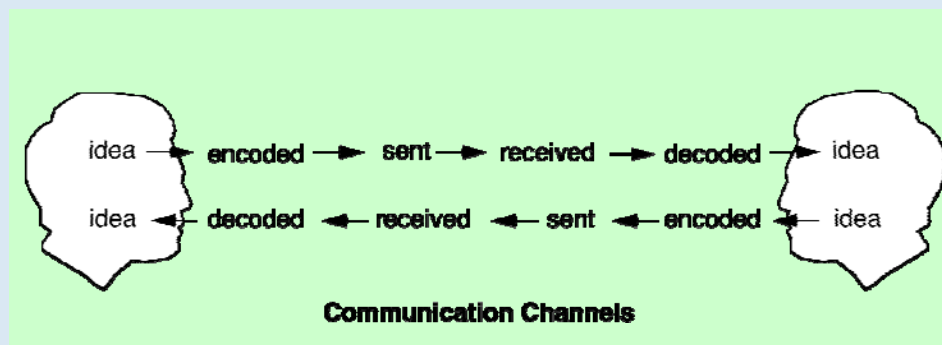 idea encoded sent received decoded idea
idea decoded received sent encoded idea
Communication Channels